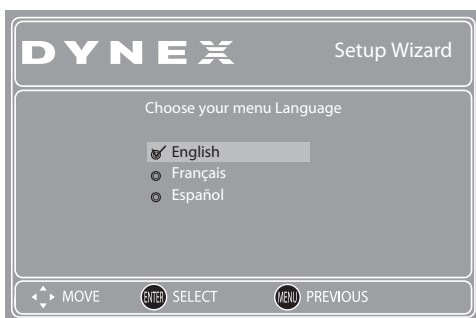 DYNEX Setup Wizard
Choose your menu Language
English
Français
Español
MOVE ENTER SELECT MENU PREVIOUS